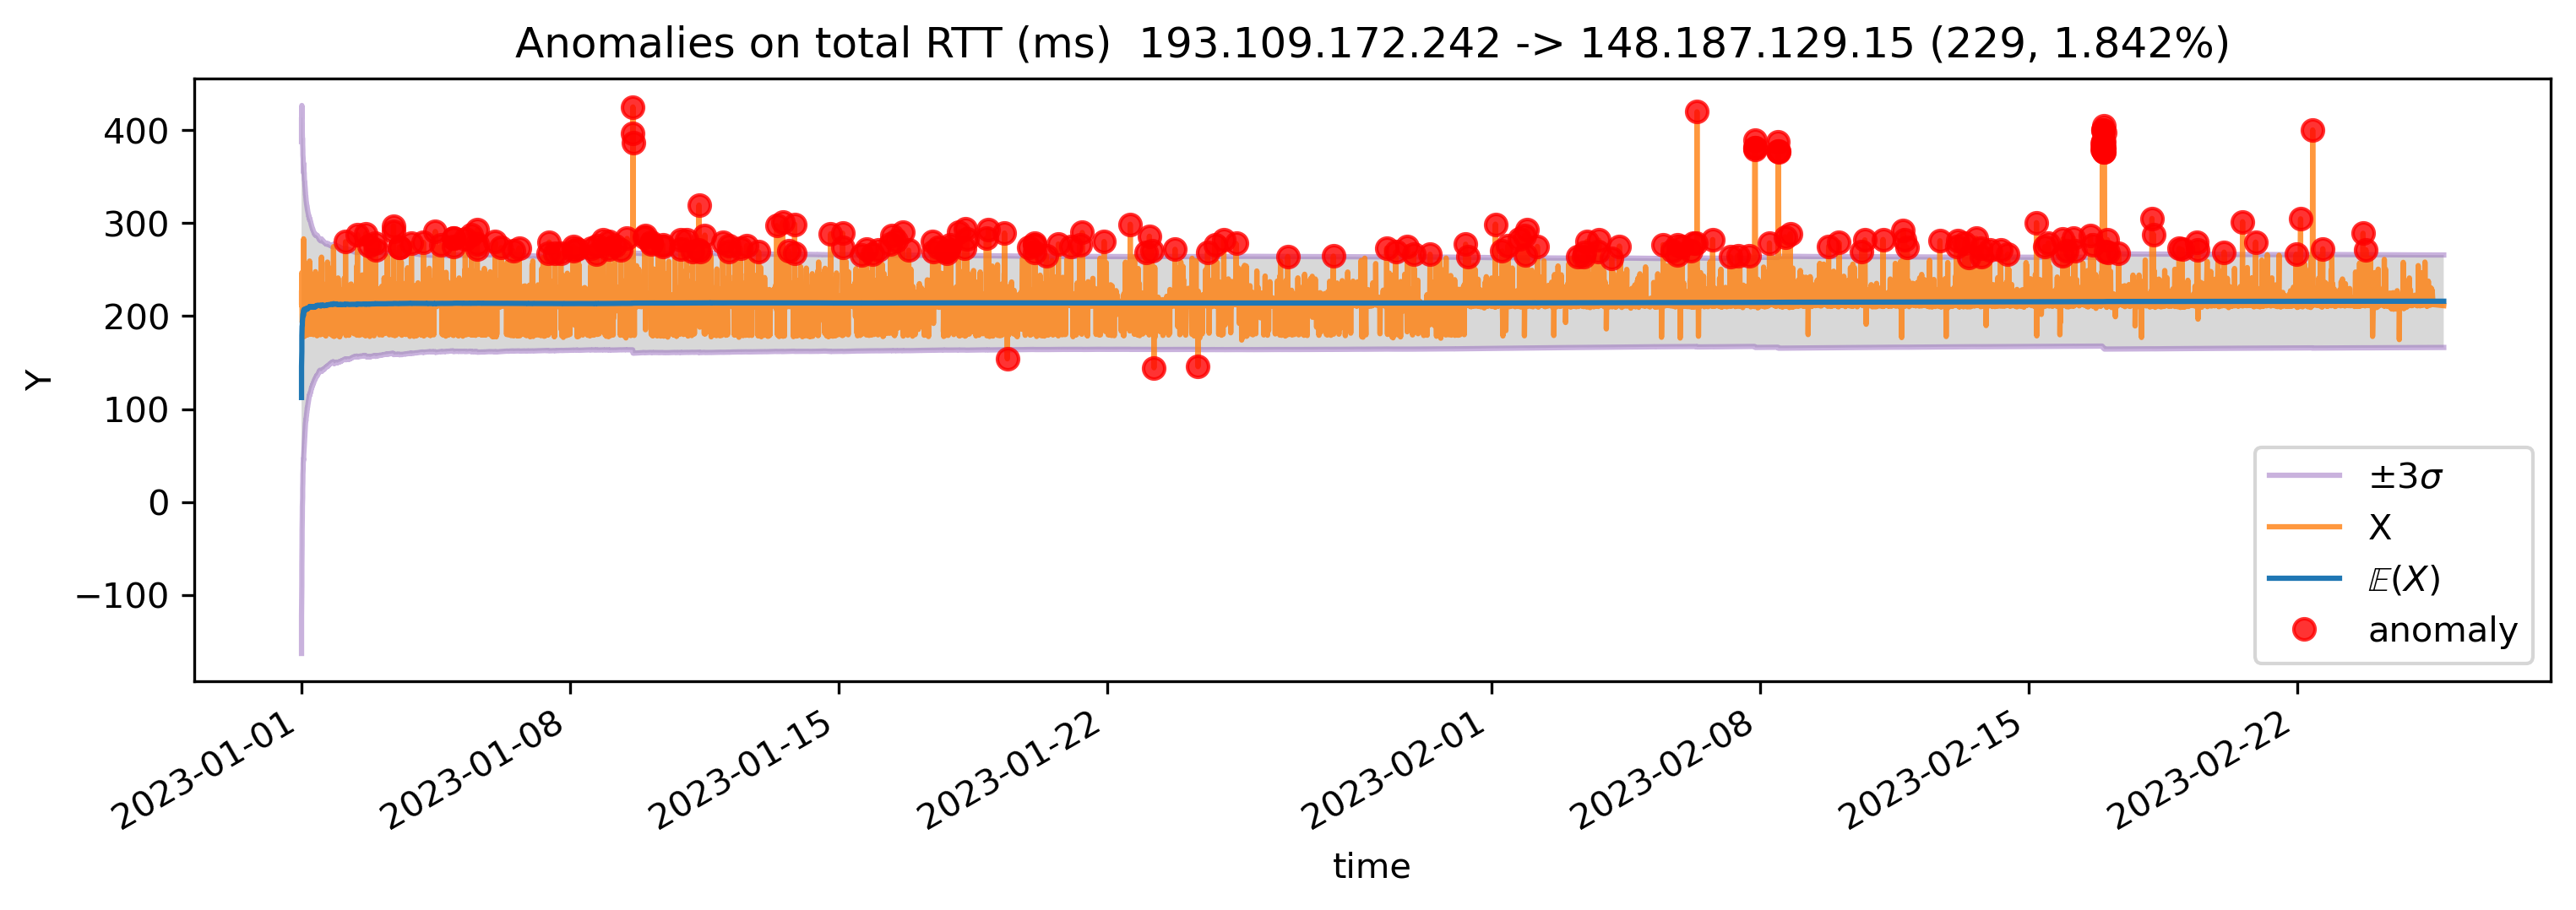 Anomalies on total RTT (ms)  193.109.172.242 -> 148.187.129.15 (229, 1.842%)
400
300
200
100
0
−100
Y
±3σ
X
𝔼(X)
anomaly
2023-01-01
2023-01-08
2023-01-15
2023-01-22
2023-02-01
2023-02-08
2023-02-15
2023-02-22
time